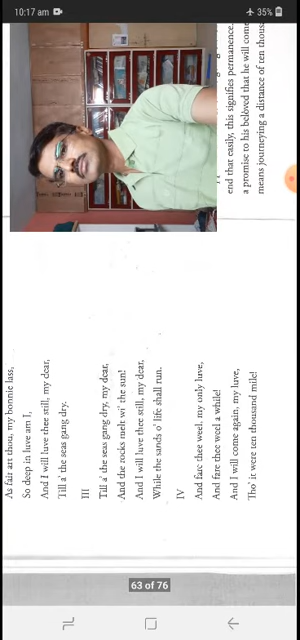 10:17 am
35%
end that easily, this signifies permanence.
a promise to his beloved that he will come
means journeying a distance of ten thous
As fair art thou, my bonnie lass,
So deep in luve am I,
And I will luve thee still, my dear,
Till a' the seas gang dry.
III
Till a' the seas gang dry, my dear,
And the rocks melt wi' the sun!
And I will luve thee still, my dear,
While the sands o' life shall run.
IV
And fare thee weel, my only luve,
And fare thee weel a while!
And I will come again, my luve,
Tho' it were ten thousand mile!
63 of 76